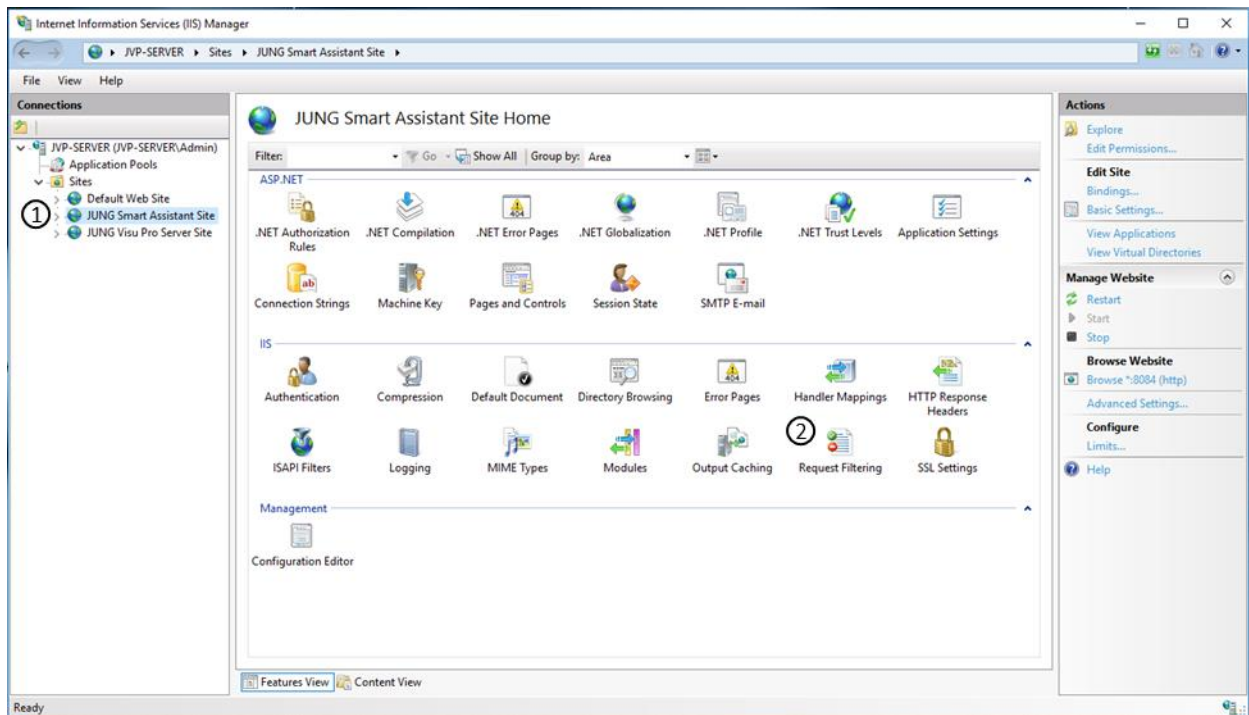 Internet Information Services (IIS) Manager
JVP-SERVER Sites JUNG Smart Assistant Site
File View Help
Connections
JVP-SERVER (JVP-SERVER\Admin)
Application Pools
Sites
Default Web Site
① JUNG Smart Assistant Site
JUNG Visu Pro Server Site
JUNG Smart Assistant Site Home
Filter: Go Show All Group by: Area
ASP.NET
.NET Authorization Rules
.NET Compilation
404
.NET Error Pages
.NET Globalization
.NET Profile
.NET Trust Levels
Application Settings
ab
Connection Strings
Machine Key
Pages and Controls
Session State
SMTP E-mail
IIS
Authentication
Compression
Default Document
Directory Browsing
404
Error Pages
Handler Mappings
HTTP Response Headers
ISAPI Filters
Logging
MIME Types
Modules
Output Caching
② Request Filtering
SSL Settings
Management
Configuration Editor
Features View Content View
Actions
Explore
Edit Permissions...
Edit Site
Bindings...
Basic Settings...
View Applications
View Virtual Directories
Manage Website
Restart
Start
Stop
Browse Website
Browse *:8084 (http)
Advanced Settings...
Configure
Limits...
Help
Ready